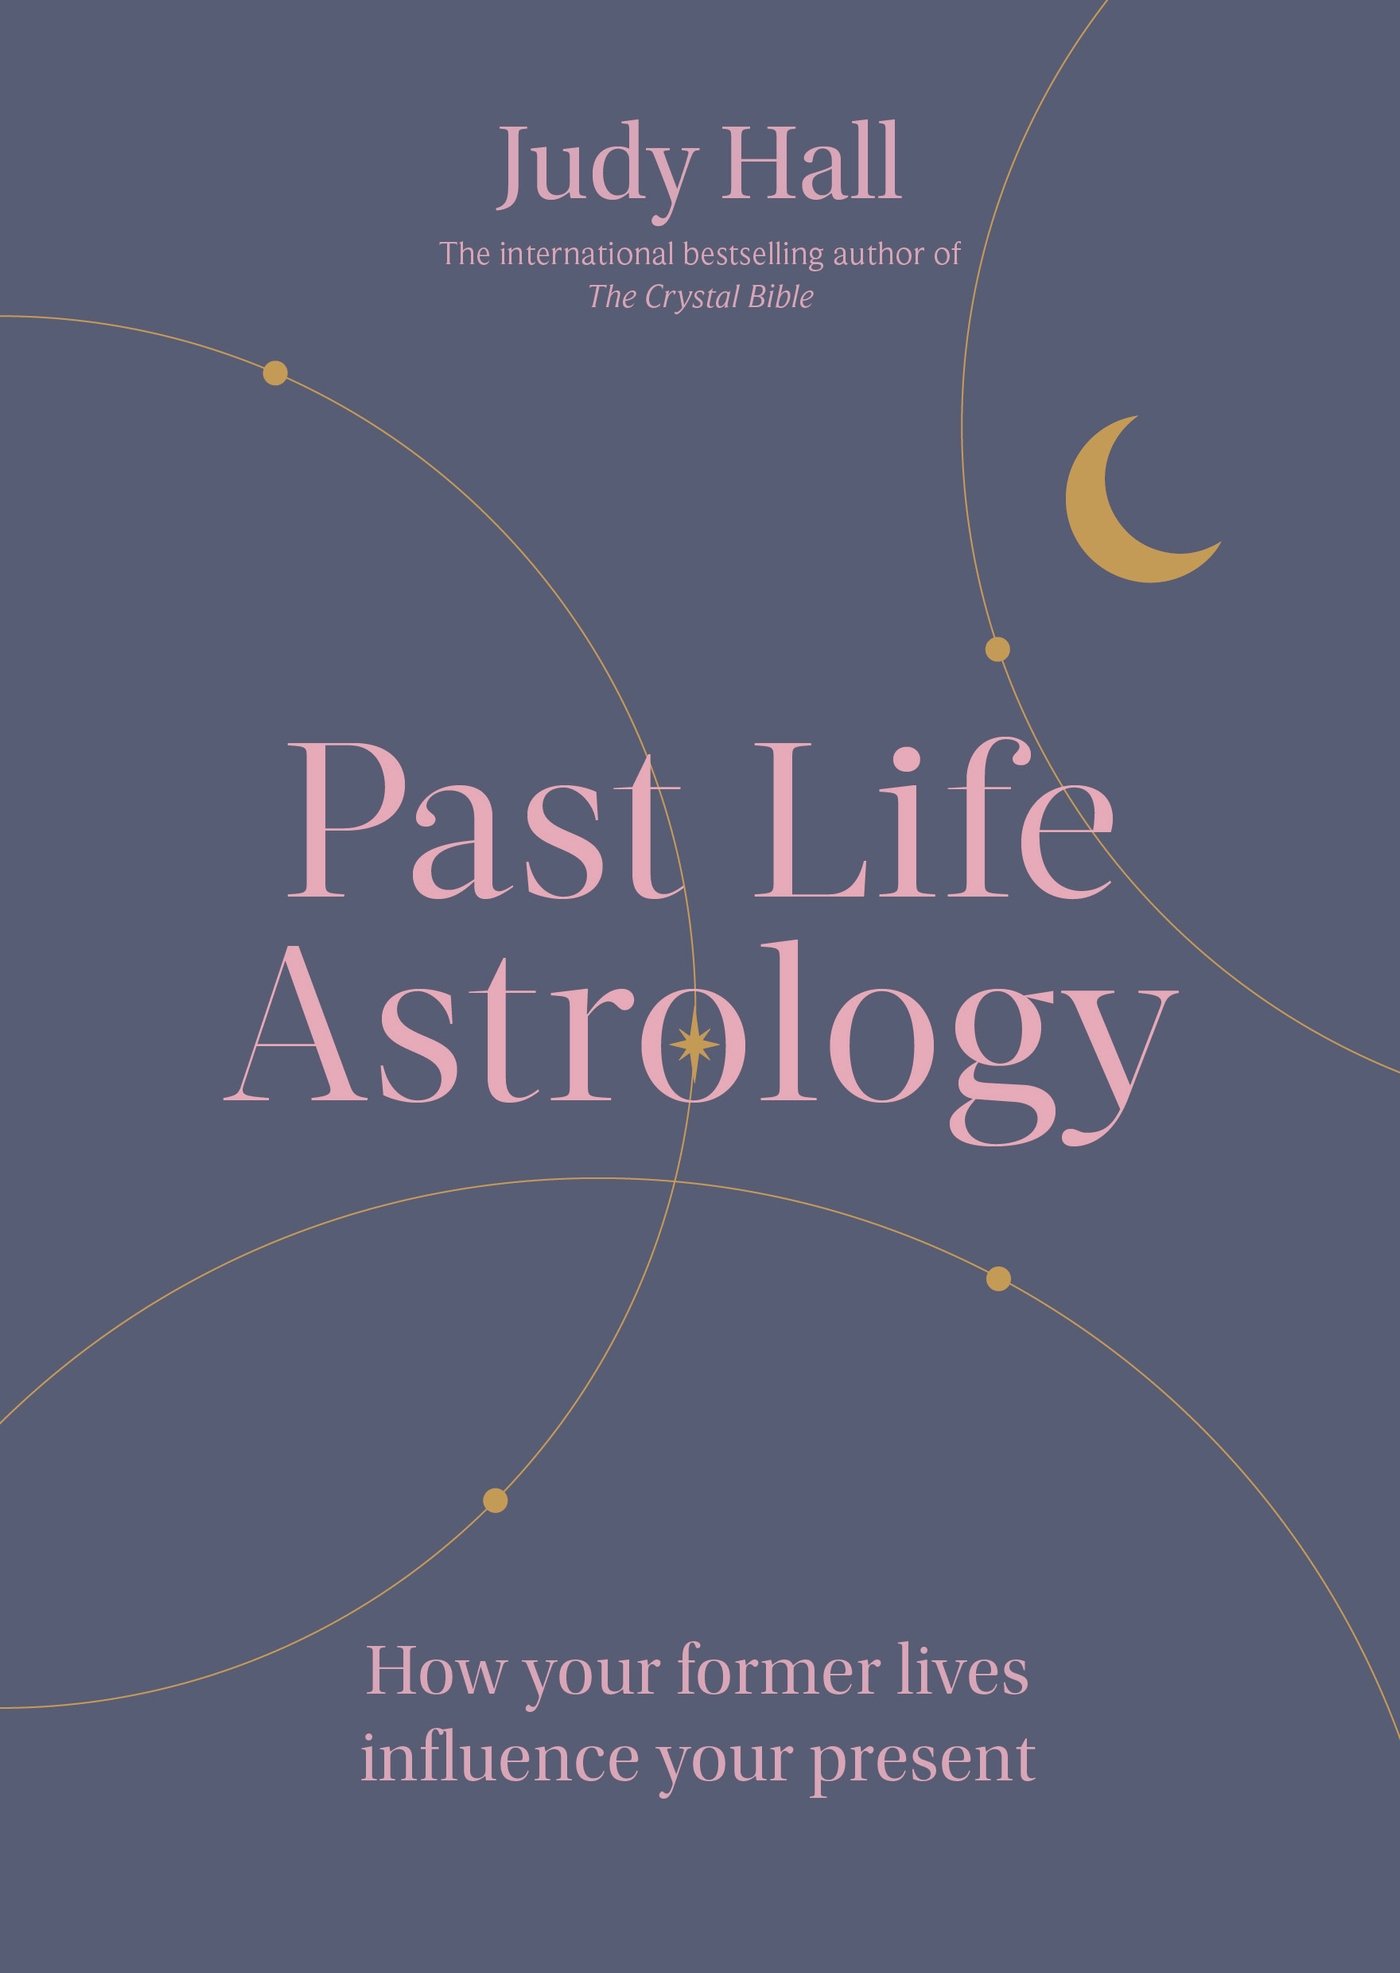 Judy Hall
The international bestselling author of
The Crystal Bible
Past Life
Astrology
How your former lives
influence your present